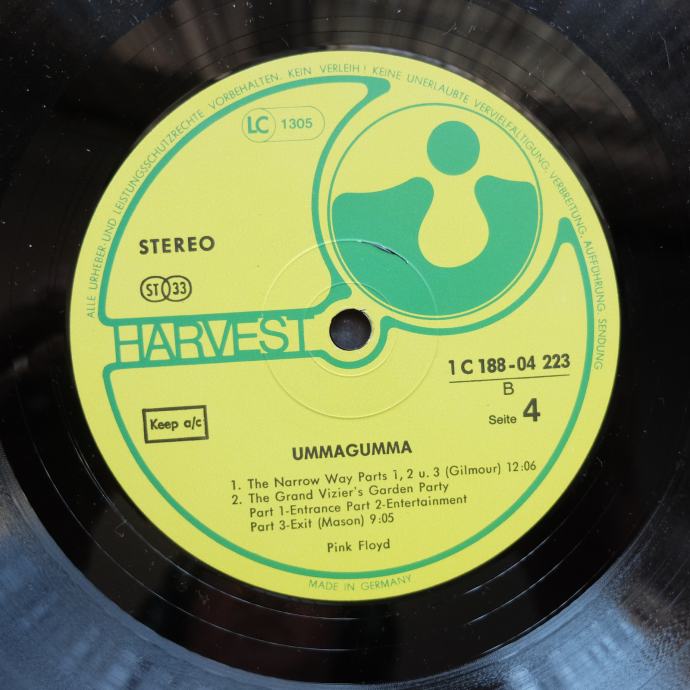 ALLE URHEBER-UND LEISTUNGSSCHUTZRECHTE VORBEHALTEN. KEIN VERLEIH! KEINE UNERLAUBTE VERVIELFÄLTIGUNG, VERBREITUNG, AUFFÜHRUNG, SENDUNG
LC 1305
STEREO
ST 33
HARVEST
1 C 188-04 223
B
Seite 4
Keep a/c
UMMAGUMMA
1. The Narrow Way Parts 1, 2 u. 3 (Gilmour) 12:06
2. The Grand Vizier's Garden Party
Part 1-Entrance Part 2-Entertainment
Part 3-Exit (Mason) 9:05
Pink Floyd
MADE IN GERMANY